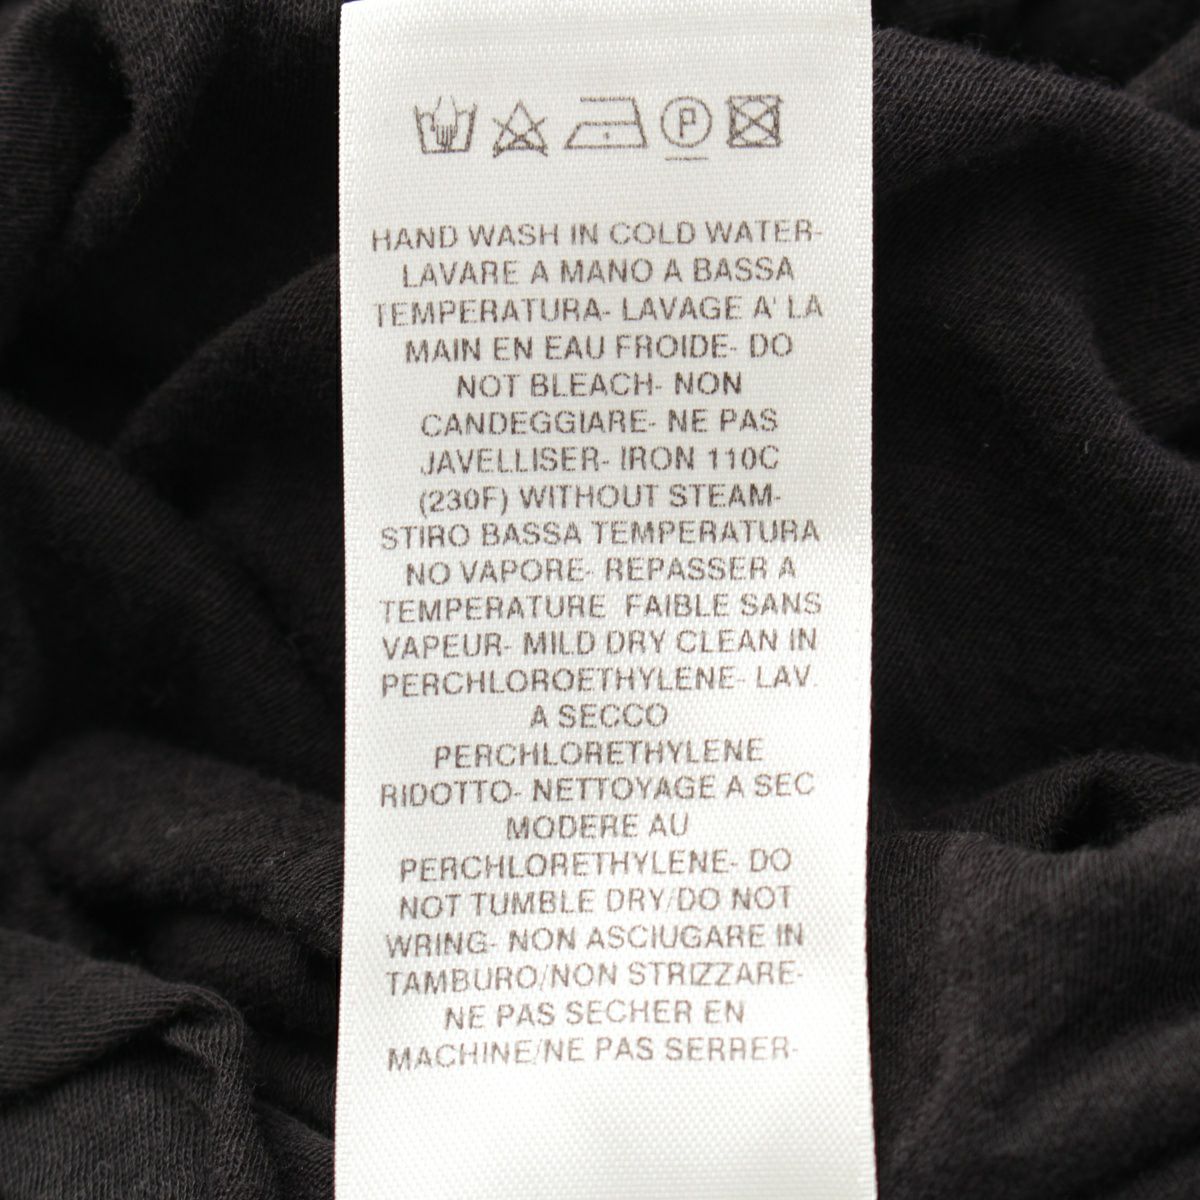 P
HAND WASH IN COLD WATER-
LAVARE A MANO A BASSA
TEMPERATURA- LAVAGE A' LA
MAIN EN EAU FROIDE- DO
NOT BLEACH- NON
CANDEGGIARE- NE PAS
JAVELLISER- IRON 110C
(230F) WITHOUT STEAM-
STIRO BASSA TEMPERATURA
NO VAPORE- REPASSER A
TEMPERATURE FAIBLE SANS
VAPEUR- MILD DRY CLEAN IN
PERCHLOROETHYLENE- LAV.
A SECCO
PERCHLORETHYLENE
RIDOTTO- NETTOYAGE A SEC
MODERE AU
PERCHLORETHYLENE- DO
NOT TUMBLE DRY/DO NOT
WRING- NON ASCIUGARE IN
TAMBURO/NON STRIZZARE-
NE PAS SECHER EN
MACHINE/NE PAS SERRER-